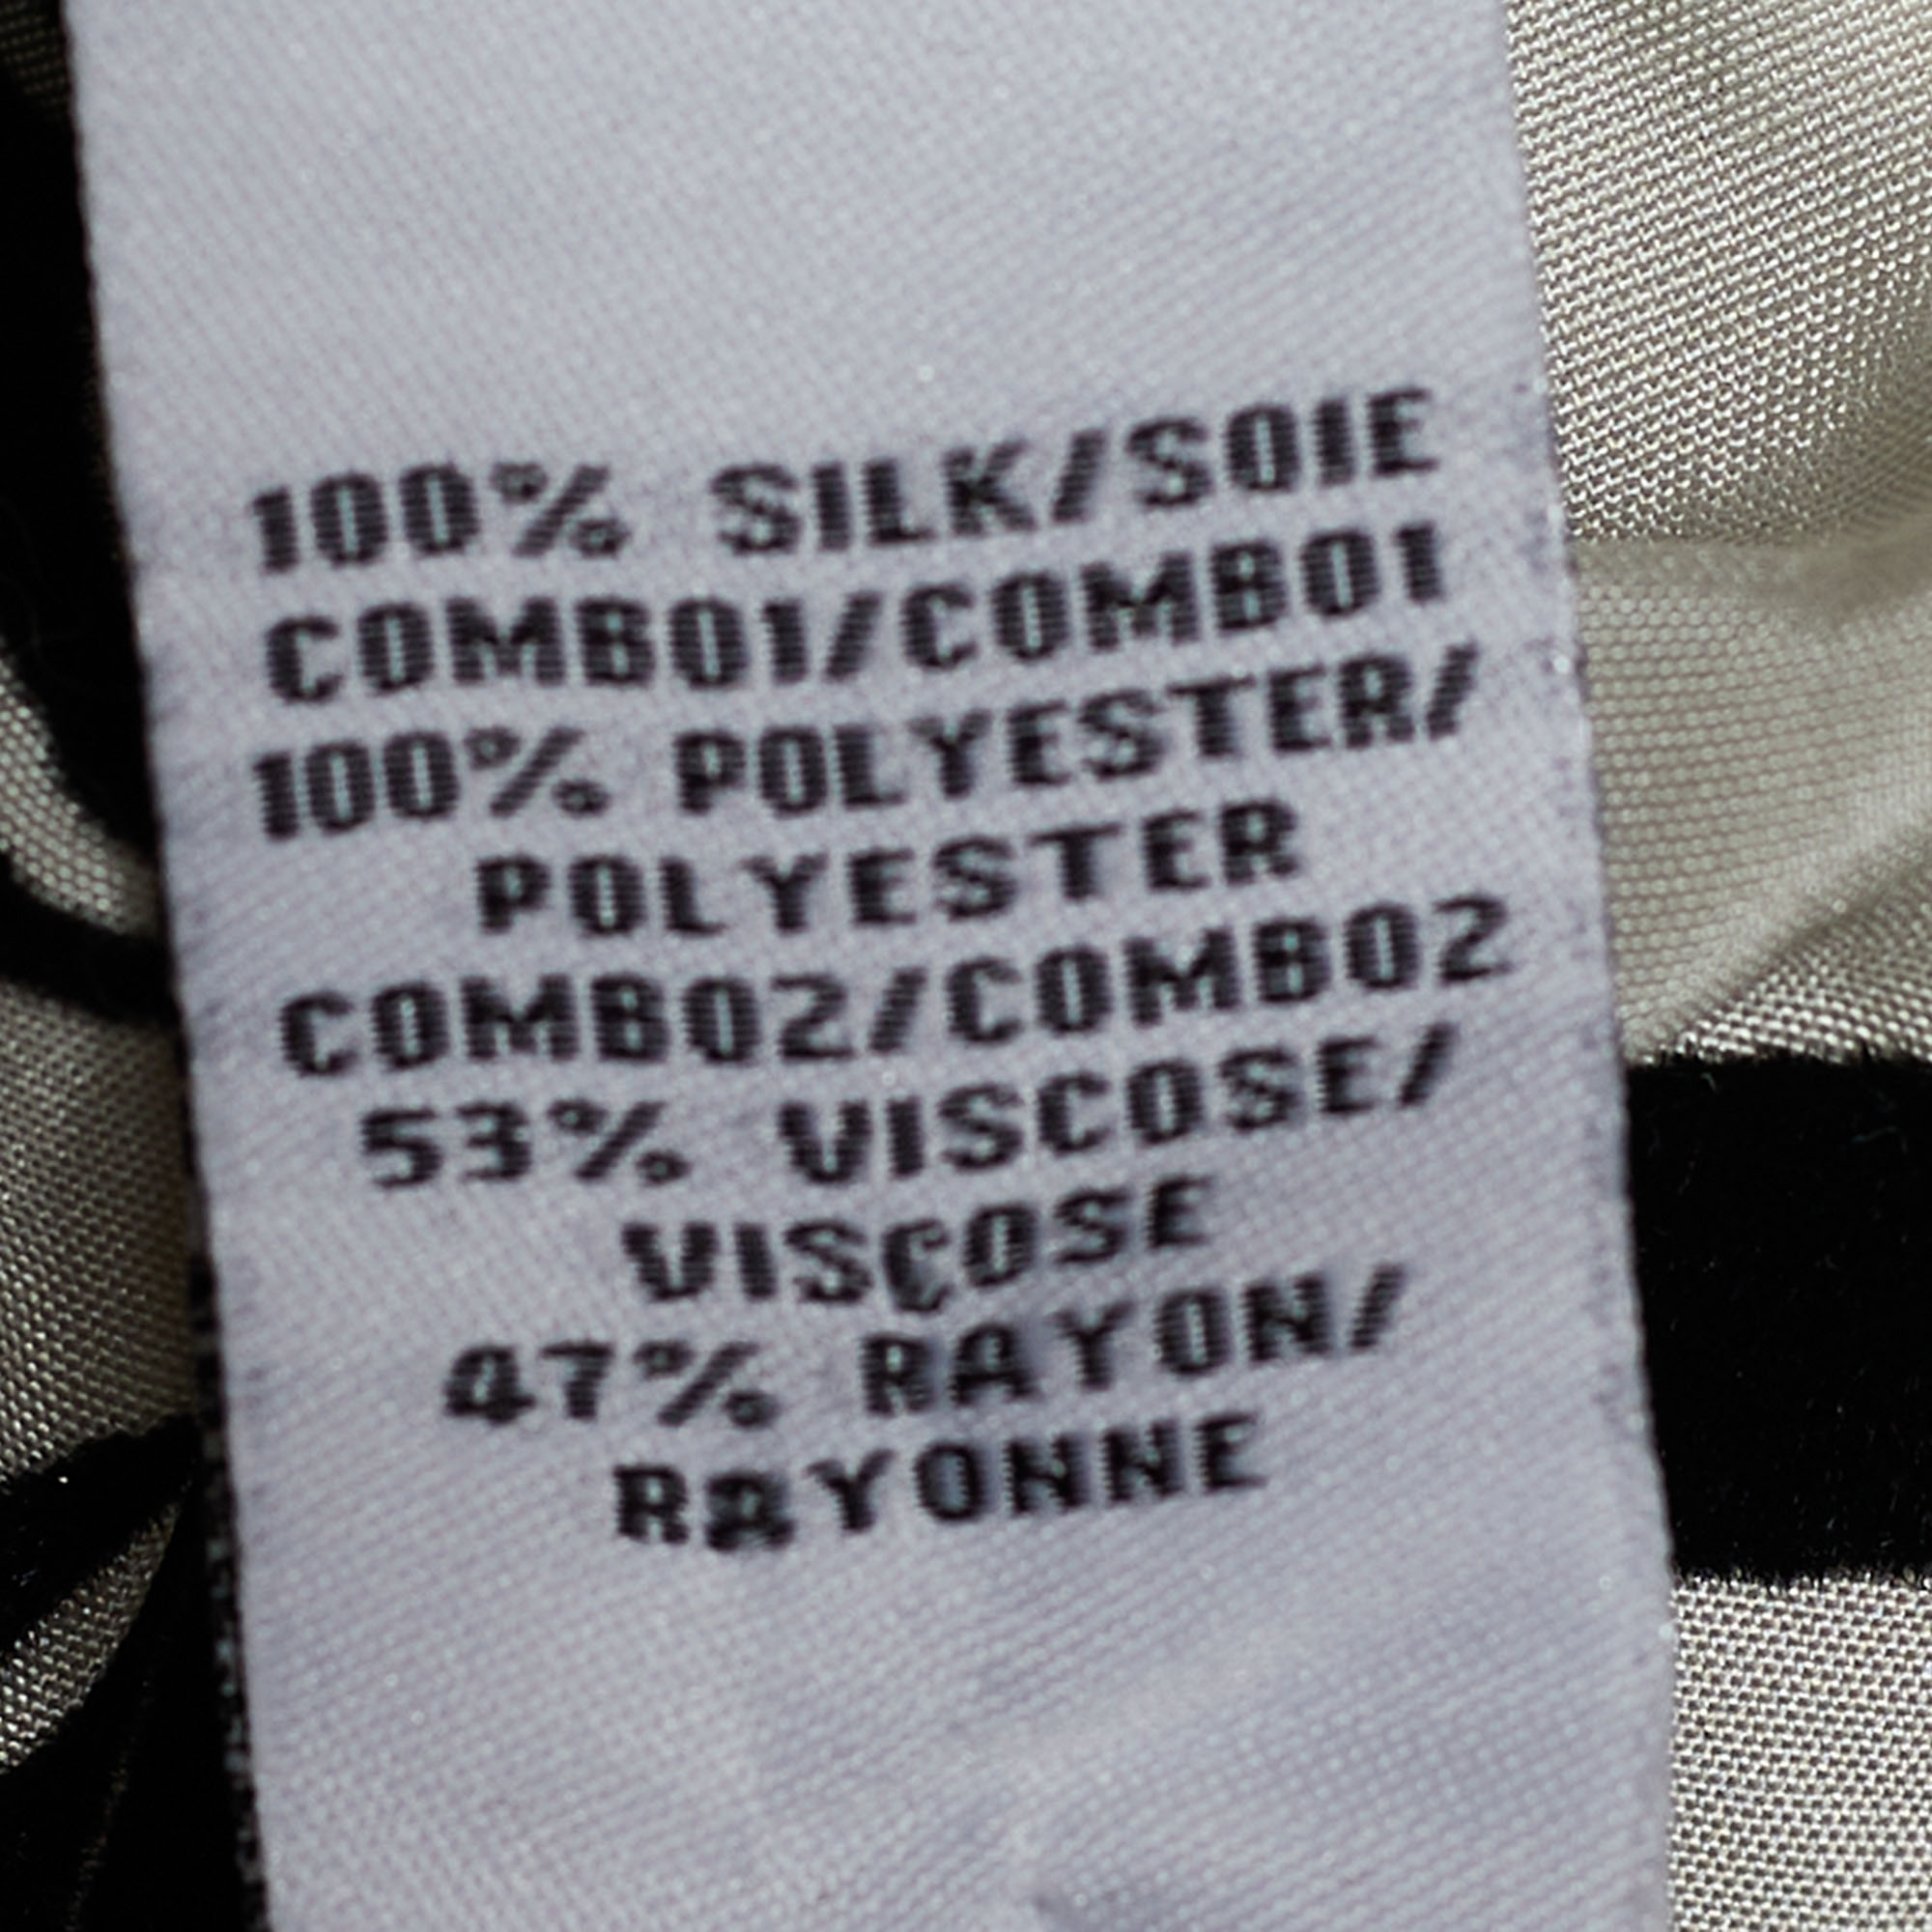 100% SILK/SOIE
COMBO1/COMBO1
100% POLYESTER/
POLYESTER
COMBO2/COMBO2
53% VISCOSE/
VISCOSE
47% RAYON/
RAYONNE